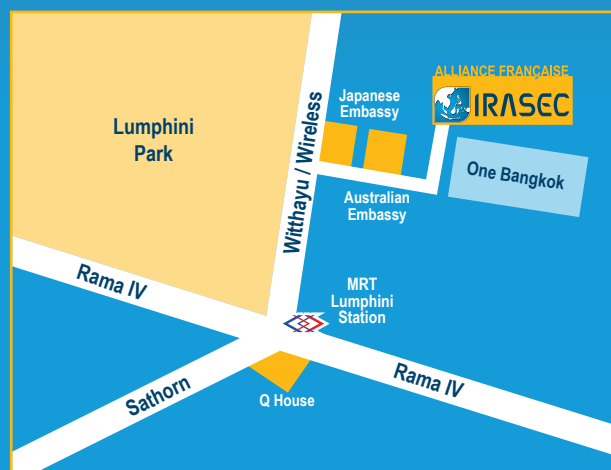 ALLIANCE FRANÇAISE
IRASEC
Japanese
Embassy
Lumphini
Park
Witthayu / Wireless
One Bangkok
Australian
Embassy
Rama IV
MRT
Lumphini
Station
Rama IV
Sathorn
Q House